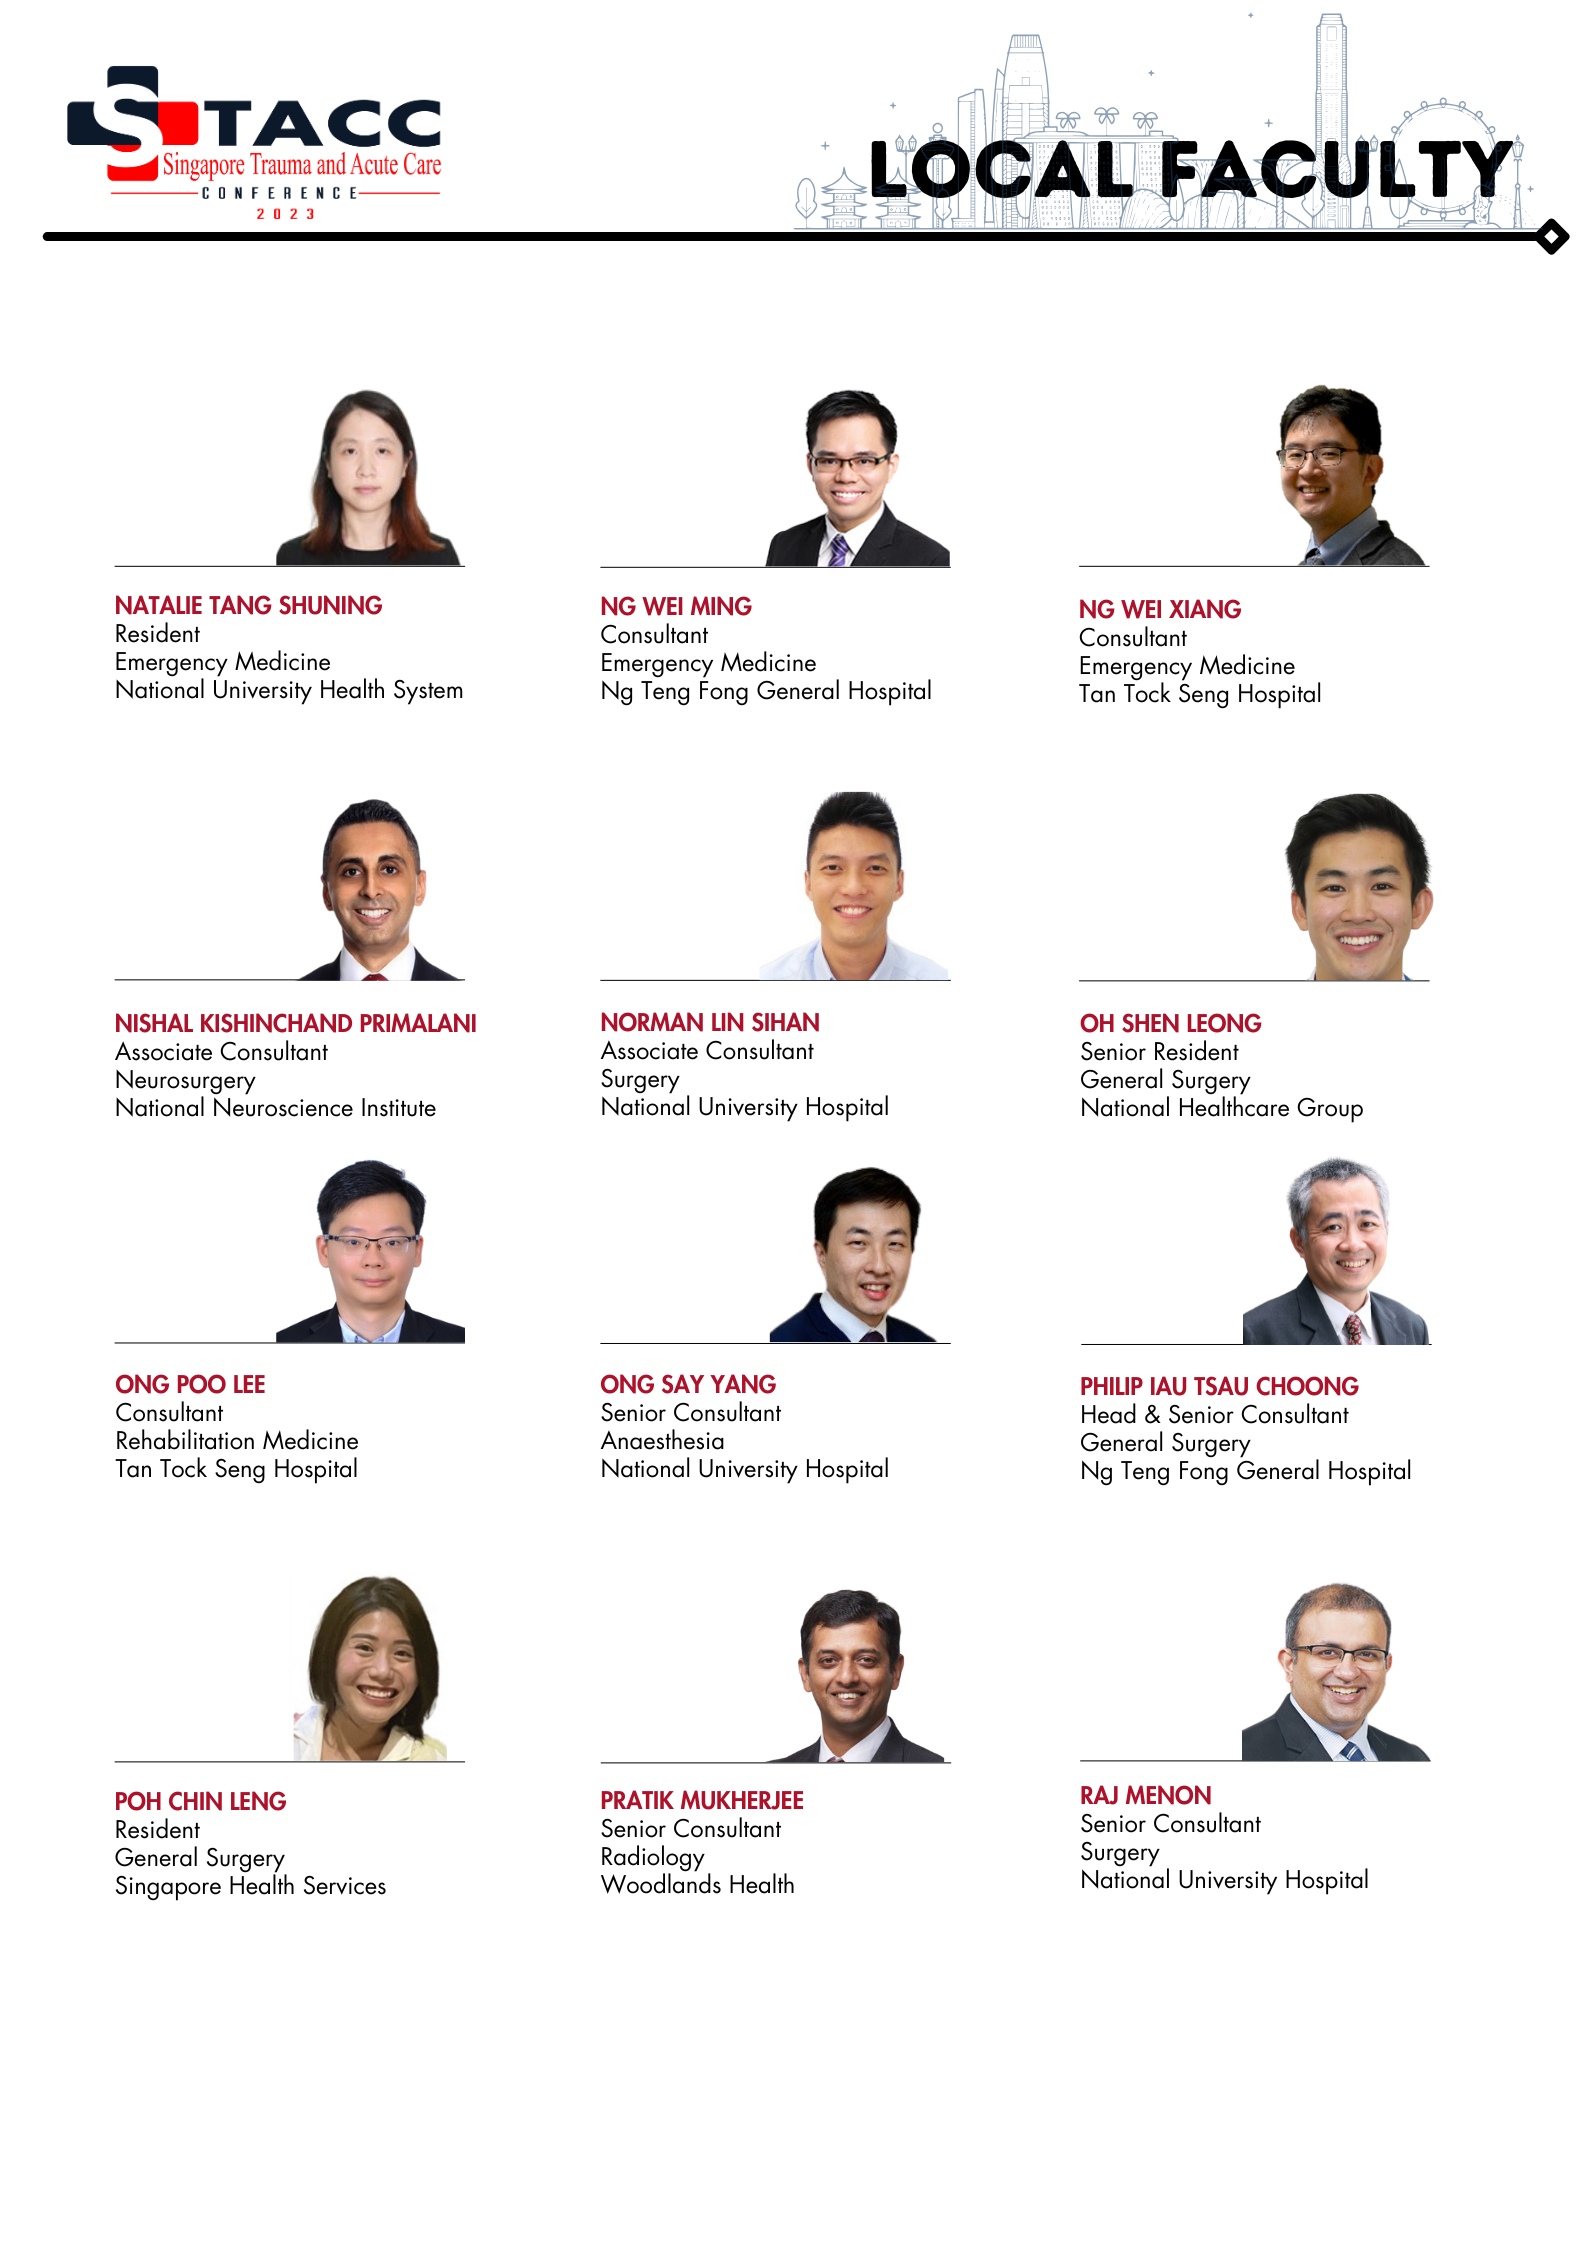 STACC
Singapore Trauma and Acute Care
CONFERENCE
2023
LOCAL FACULTY
NATALIE TANG SHUNING
Resident
Emergency Medicine
National University Health System
NG WEI MING
Consultant
Emergency Medicine
Ng Teng Fong General Hospital
NG WEI XIANG
Consultant
Emergency Medicine
Tan Tock Seng Hospital
NISHAL KISHINCHAND PRIMALANI
Associate Consultant
Neurosurgery
National Neuroscience Institute
NORMAN LIN SIHAN
Associate Consultant
Surgery
National University Hospital
OH SHEN LEONG
Senior Resident
General Surgery
National Healthcare Group
ONG POO LEE
Consultant
Rehabilitation Medicine
Tan Tock Seng Hospital
ONG SAY YANG
Senior Consultant
Anaesthesia
National University Hospital
PHILIP IAU TSAU CHOONG
Head & Senior Consultant
General Surgery
Ng Teng Fong General Hospital
POH CHIN LENG
Resident
General Surgery
Singapore Health Services
PRATIK MUKHERJEE
Senior Consultant
Radiology
Woodlands Health
RAJ MENON
Senior Consultant
Surgery
National University Hospital